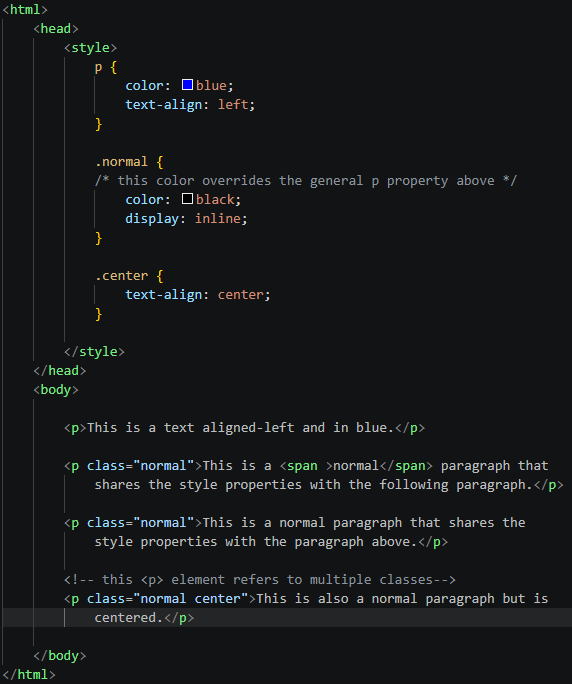 <html>
<head>
<style>
p {
color: blue;
text-align: left;
}
.normal {
/* this color overrides the general p property above */
color: black;
display: inline;
}
.center {
text-align: center;
}
</style>
</head>
<body>
<p>This is a text aligned-left and in blue.</p>
<p class="normal">This is a <span >normal</span> paragraph that
shares the style properties with the following paragraph.</p>
<p class="normal">This is a normal paragraph that shares the
style properties with the paragraph above.</p>
<!-- this <p> element refers to multiple classes-->
<p class="normal center">This is also a normal paragraph but is
centered.</p>
</body>
</html>